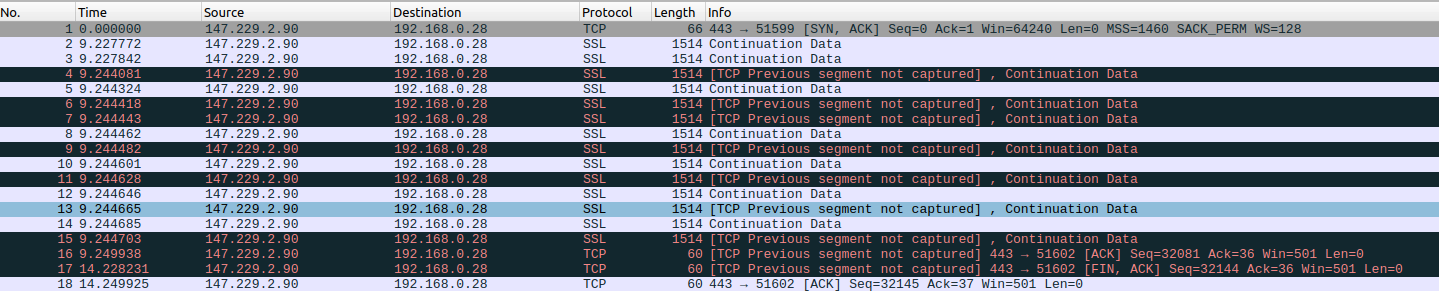 No. Time Source Destination Protocol Length Info
1 0.000000 147.229.2.90 192.168.0.28 TCP 66 443 → 51599 [SYN, ACK] Seq=0 Ack=1 Win=64240 Len=0 MSS=1460 SACK_PERM WS=128
2 9.227772 147.229.2.90 192.168.0.28 SSL 1514 Continuation Data
3 9.227842 147.229.2.90 192.168.0.28 SSL 1514 Continuation Data
4 9.244081 147.229.2.90 192.168.0.28 SSL 1514 [TCP Previous segment not captured] , Continuation Data
5 9.244324 147.229.2.90 192.168.0.28 SSL 1514 Continuation Data
6 9.244418 147.229.2.90 192.168.0.28 SSL 1514 [TCP Previous segment not captured] , Continuation Data
7 9.244443 147.229.2.90 192.168.0.28 SSL 1514 [TCP Previous segment not captured] , Continuation Data
8 9.244462 147.229.2.90 192.168.0.28 SSL 1514 Continuation Data
9 9.244482 147.229.2.90 192.168.0.28 SSL 1514 [TCP Previous segment not captured] , Continuation Data
10 9.244601 147.229.2.90 192.168.0.28 SSL 1514 Continuation Data
11 9.244628 147.229.2.90 192.168.0.28 SSL 1514 [TCP Previous segment not captured] , Continuation Data
12 9.244646 147.229.2.90 192.168.0.28 SSL 1514 Continuation Data
13 9.244665 147.229.2.90 192.168.0.28 SSL 1514 [TCP Previous segment not captured] , Continuation Data
14 9.244685 147.229.2.90 192.168.0.28 SSL 1514 Continuation Data
15 9.244703 147.229.2.90 192.168.0.28 SSL 1514 [TCP Previous segment not captured] , Continuation Data
16 9.249938 147.229.2.90 192.168.0.28 TCP 60 [TCP Previous segment not captured] 443 → 51602 [ACK] Seq=32081 Ack=36 Win=501 Len=0
17 14.228231 147.229.2.90 192.168.0.28 TCP 60 [TCP Previous segment not captured] 443 → 51602 [FIN, ACK] Seq=32144 Ack=36 Win=501 Len=0
18 14.249925 147.229.2.90 192.168.0.28 TCP 60 443 → 51602 [ACK] Seq=32145 Ack=37 Win=501 Len=0